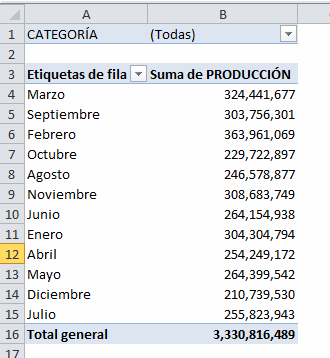 A B
1 CATEGORÍA (Todas)
2
3 Etiquetas de fila Suma de PRODUCCIÓN
4 Marzo 324,441,677
5 Septiembre 303,756,301
6 Febrero 363,961,069
7 Octubre 229,722,897
8 Agosto 246,578,877
9 Noviembre 308,683,749
10 Junio 264,154,938
11 Enero 304,304,794
12 Abril 254,249,172
13 Mayo 264,399,542
14 Diciembre 210,739,530
15 Julio 255,823,943
16 Total general 3,330,816,489
17